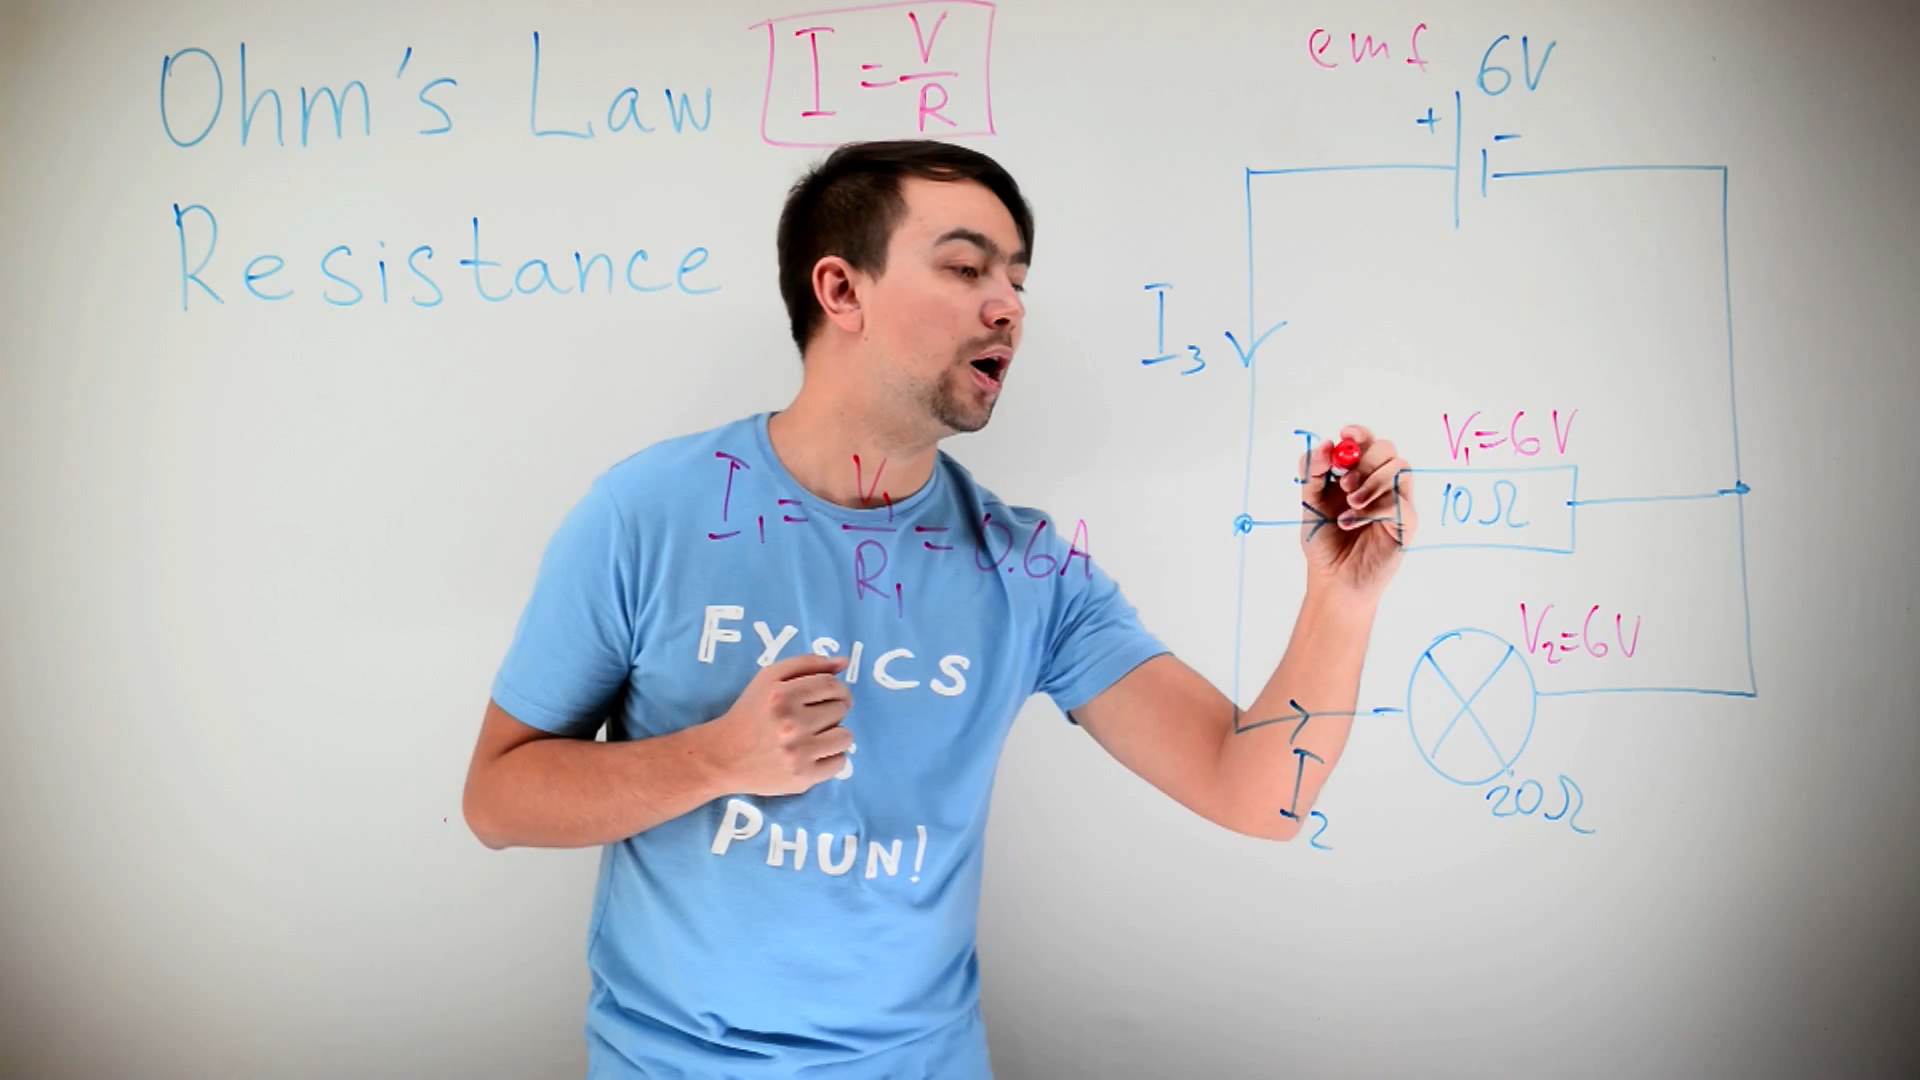 Ohm's Law
I = V/R
Resistance
emf
6V
+
-
I₃
I
V₁=6V
10Ω
I₁ = V₁/R₁ = 0.6A
V₂=6V
20Ω
I₂
FYSICS
PHUN!